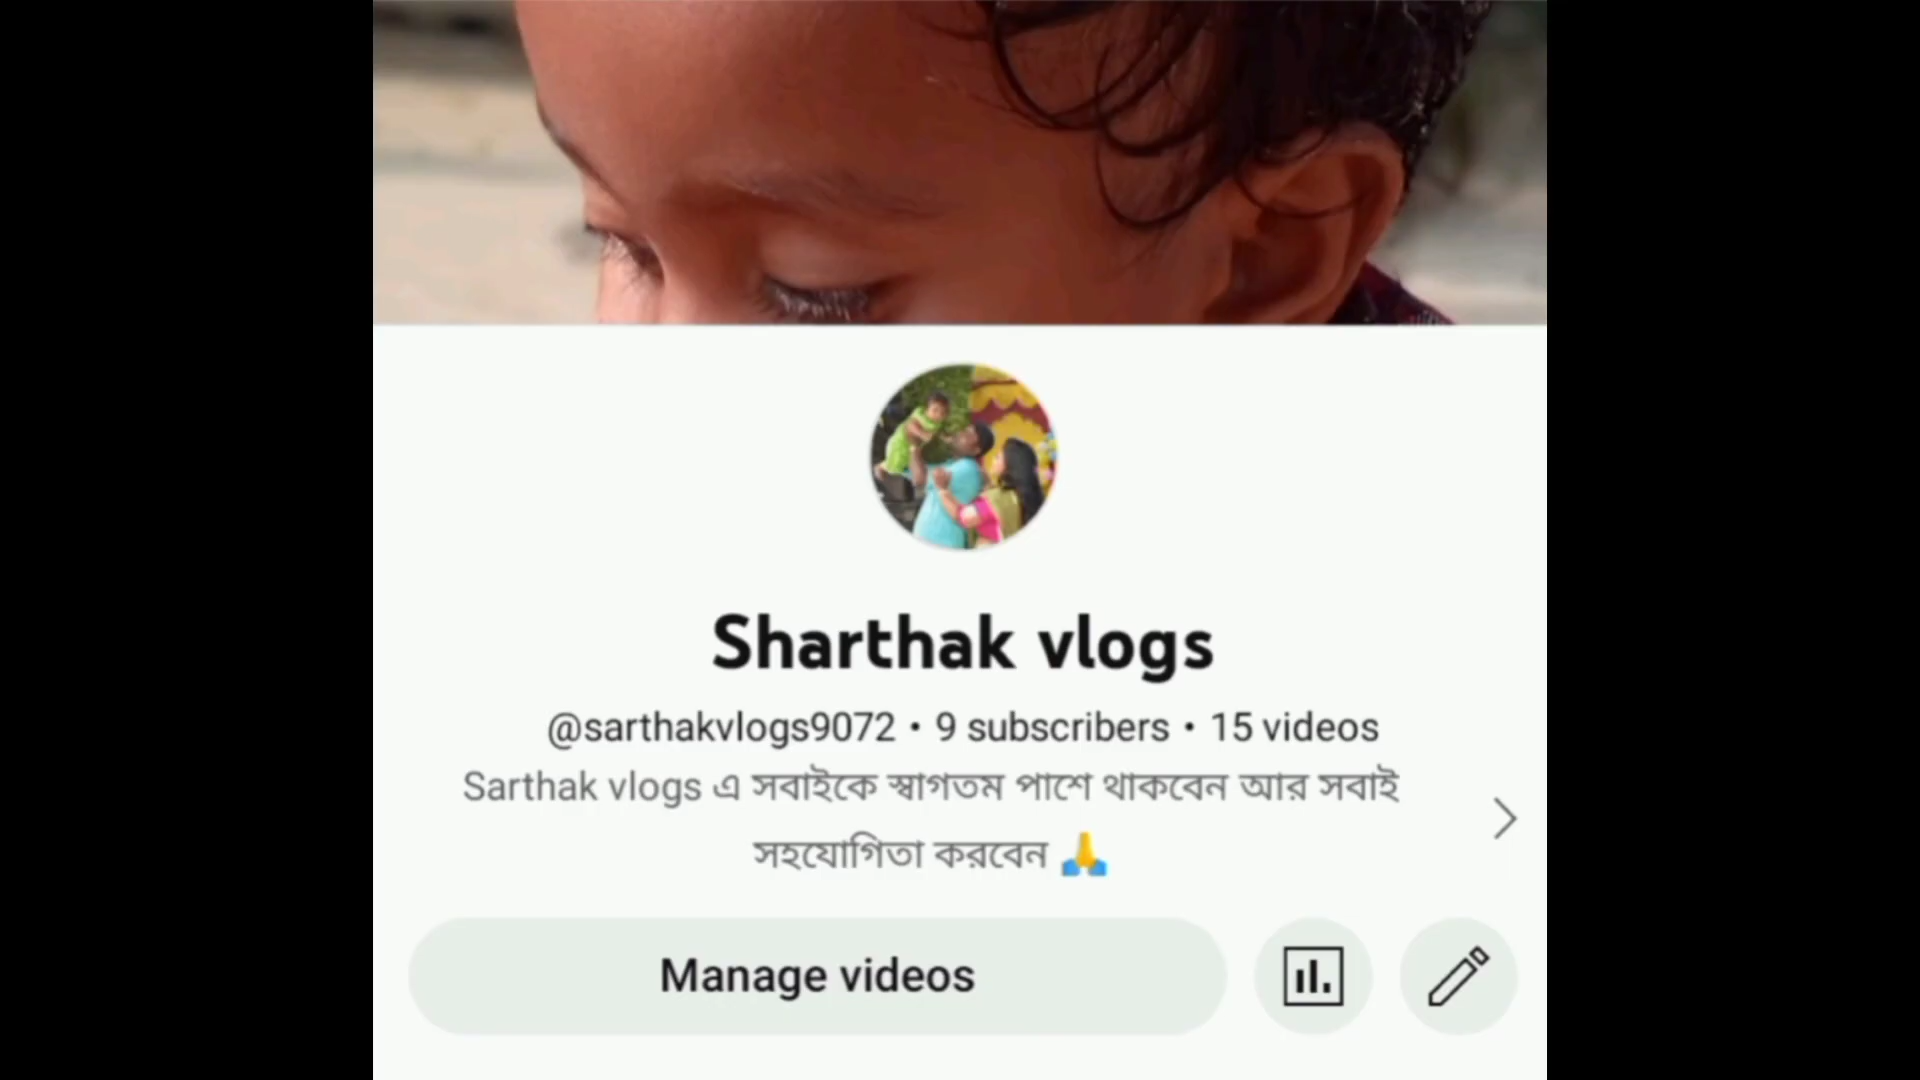 Sharthak vlogs
@sarthakvlogs9072 • 9 subscribers • 15 videos
Sarthak vlogs এ সবাইকে স্বাগতম পাশে থাকবেন আর সবাই
সহযোগিতা করবেন 🙏
Manage videos